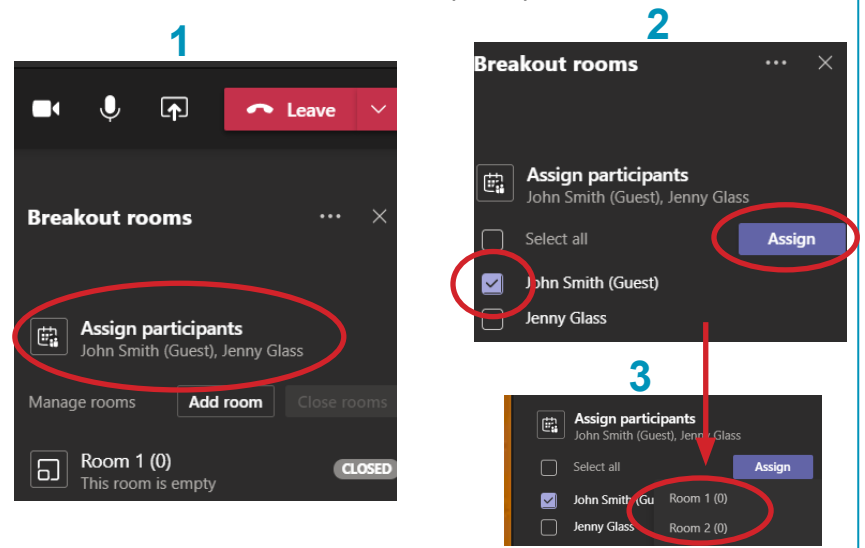 1
Leave
Breakout rooms
Assign participants
John Smith (Guest), Jenny Glass
Manage rooms Add room Close rooms
Room 1 (0)
This room is empty
CLOSED
2
Breakout rooms
Assign participants
John Smith (Guest), Jenny Glass
Select all Assign
John Smith (Guest)
Jenny Glass
3
Assign participants
John Smith (Guest), Jenny Glass
Select all Assign
John Smith (Gu Room 1 (0)
Jenny Glass Room 2 (0)